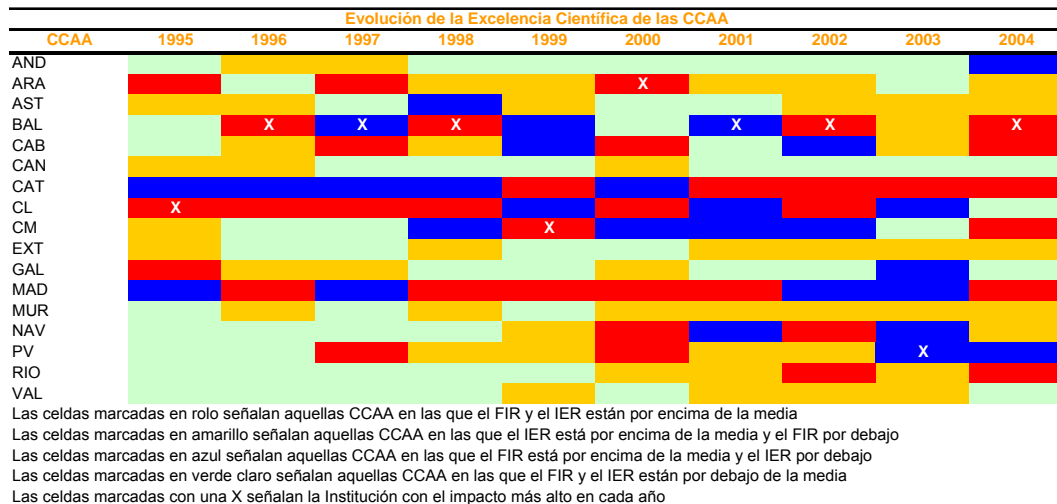 Evolución de la Excelencia Científica de las CCAA
CCAA 1995 1996 1997 1998 1999 2000 2001 2002 2003 2004
AND
ARA X
AST
BAL X X X X X X
CAB
CAN
CAT
CL X
CM X
EXT
GAL
MAD
MUR
NAV
PV X
RIO
VAL
Las celdas marcadas en rolo señalan aquellas CCAA en las que el FIR y el IER están por encima de la media
Las celdas marcadas en amarillo señalan aquellas CCAA en las que el IER está por encima de la media y el FIR por debajo
Las celdas marcadas en azul señalan aquellas CCAA en las que el FIR está por encima de la media y el IER por debajo
Las celdas marcadas en verde claro señalan aquellas CCAA en las que el FIR y el IER están por debajo de la media
Las celdas marcadas con una X señalan la Institución con el impacto más alto en cada año